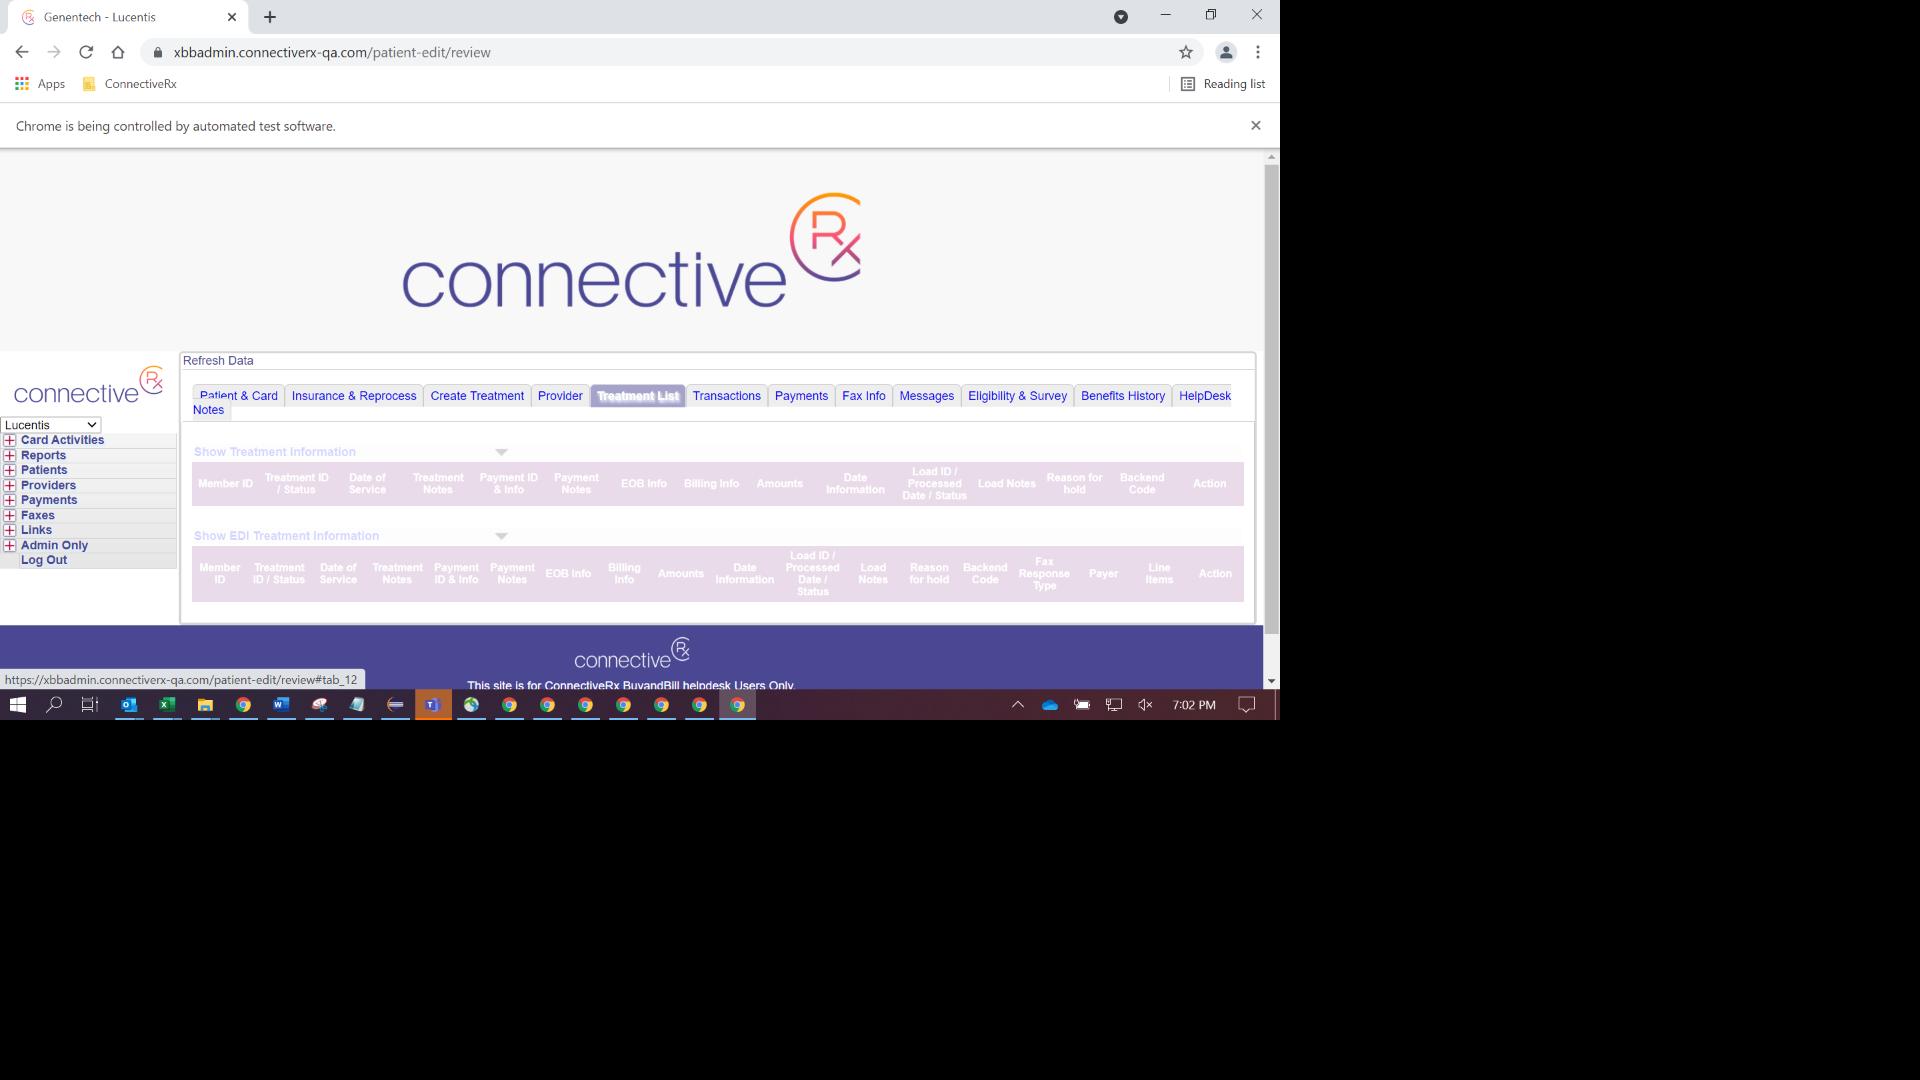 Genentech - Lucentis
xbbadmin.connectiverx-qa.com/patient-edit/review
Apps
ConnectiveRx
Reading list
Chrome is being controlled by automated test software.
connective Rx
connective Rx
Lucentis
Card Activities
Reports
Patients
Providers
Payments
Faxes
Links
Admin Only
Log Out
Refresh Data
Patient & Card Insurance & Reprocess Create Treatment Provider Treatment List Transactions Payments Fax Info Messages Eligibility & Survey Benefits History HelpDesk
Notes
Show Treatment Information
Member ID
Treatment ID
/ Status
Date of
Service
Treatment
Notes
Payment ID
& Info
Payment
Notes
EOB Info
Billing Info
Amounts
Date
Information
Load ID /
Processed
Date / Status
Load Notes
Reason for
hold
Backend
Code
Action
Show EDI Treatment Information
Member
ID
Treatment
ID / Status
Date of
Service
Treatment
Notes
Payment
ID & Info
Payment
Notes
EOB Info
Billing
Info
Amounts
Date
Information
Load ID /
Processed
Date /
Status
Load
Notes
Reason
for hold
Backend
Code
Fax
Response
Type
Payer
Line
Items
Action
connective Rx
This site is for ConnectiveRx BuyandBill helpdesk Users Only.
https://xbbadmin.connectiverx-qa.com/patient-edit/review#tab_12
7:02 PM